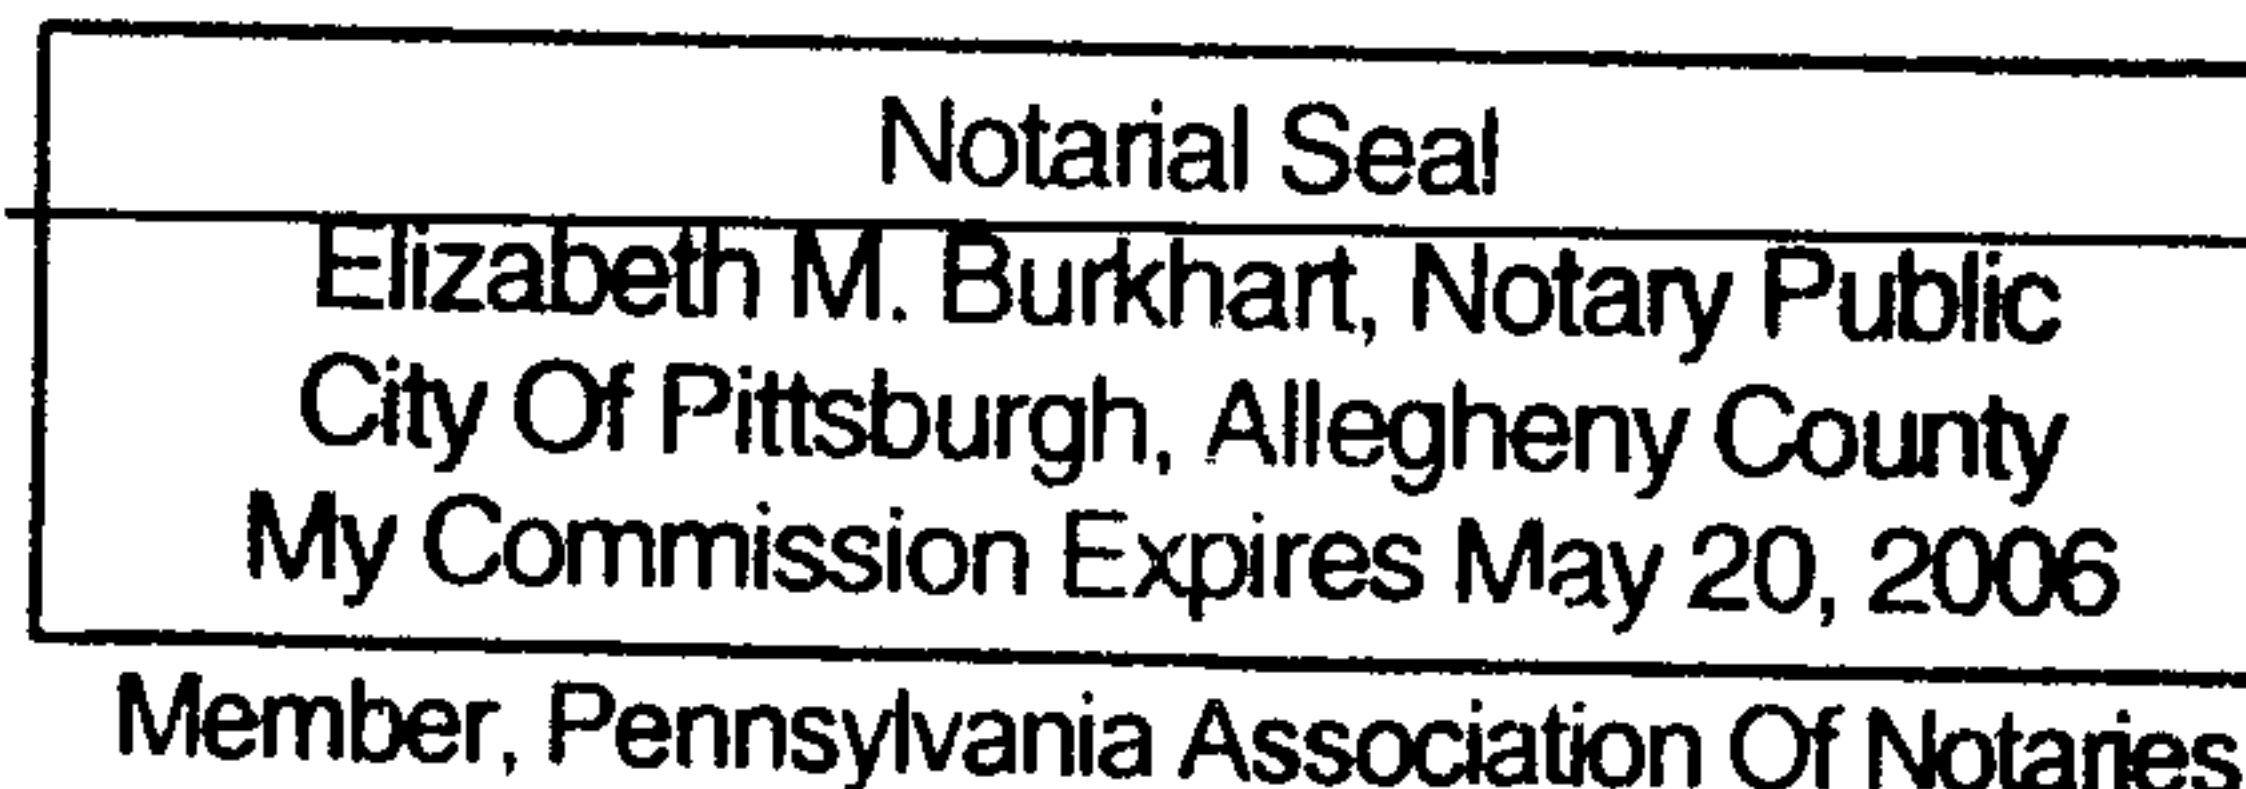 Notarial Seal
Elizabeth M. Burkhart, Notary Public
City Of Pittsburgh, Allegheny County
My Commission Expires May 20, 2006
Member, Pennsylvania Association Of Notaries